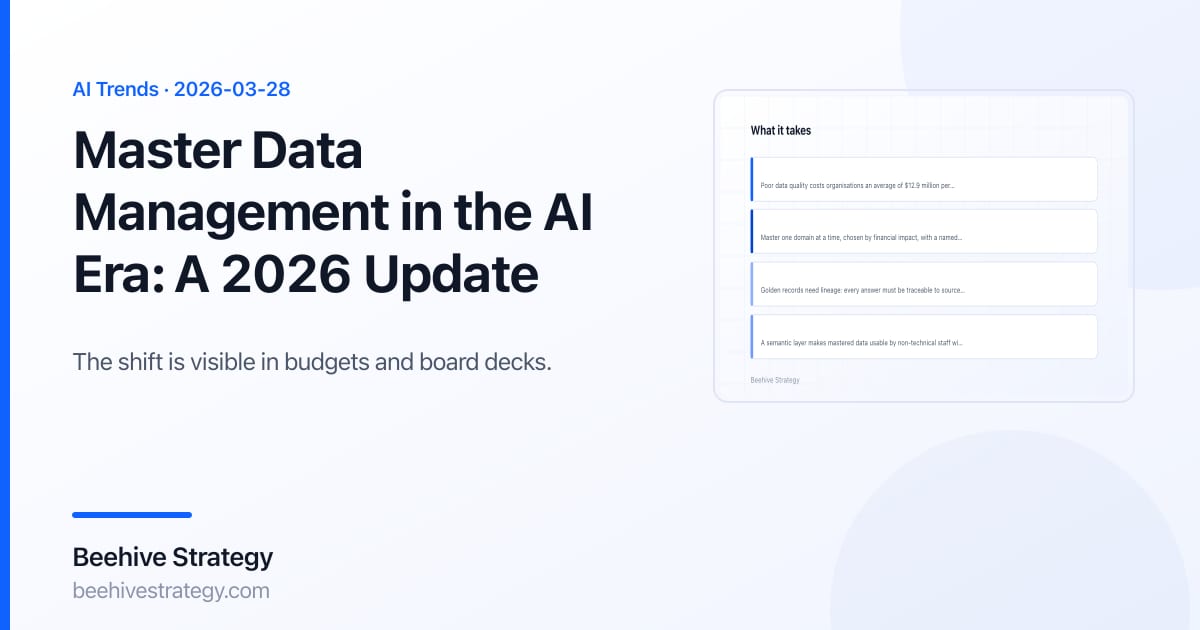 AI Trends · 2026-03-28
Master Data
Management in the AI
Era: A 2026 Update
The shift is visible in budgets and board decks.
Beehive Strategy
beehivestrategy.com
What it takes
Poor data quality costs organisations an average of $12.9 million per...
Master one domain at a time, chosen by financial impact, with a named...
Golden records need lineage: every answer must be traceable to source...
A semantic layer makes mastered data usable by non-technical staff wi...
Beehive Strategy